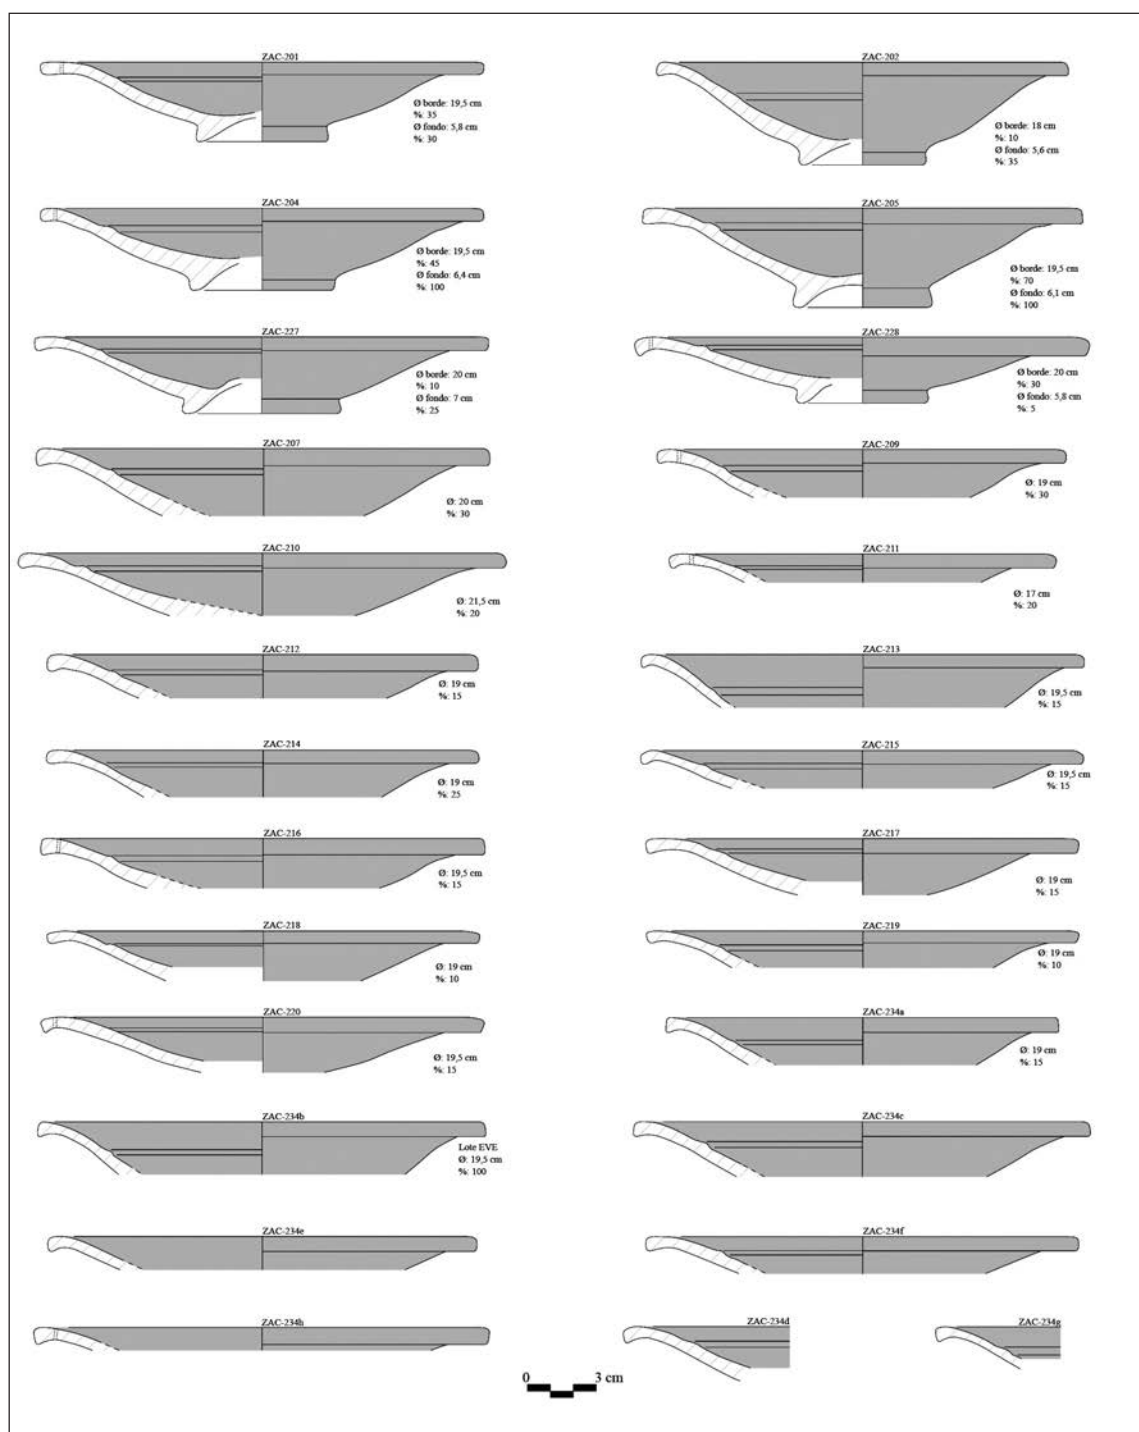 ZAC-201
Ø borde: 19,5 cm
%: 35
Ø fondo: 5,8 cm
%: 30
ZAC-202
Ø borde: 18 cm
%: 10
Ø fondo: 5,6 cm
%: 35
ZAC-204
Ø borde: 19,5 cm
%: 45
Ø fondo: 6,4 cm
%: 100
ZAC-205
Ø borde: 19,5 cm
%: 70
Ø fondo: 6,1 cm
%: 100
ZAC-227
Ø borde: 20 cm
%: 10
Ø fondo: 7 cm
%: 25
ZAC-228
Ø borde: 20 cm
%: 30
Ø fondo: 5,8 cm
%: 5
ZAC-207
Ø: 20 cm
%: 30
ZAC-209
Ø: 19 cm
%: 30
ZAC-210
Ø: 21,5 cm
%: 20
ZAC-211
Ø: 17 cm
%: 20
ZAC-212
Ø: 19 cm
%: 15
ZAC-213
Ø: 19,5 cm
%: 15
ZAC-214
Ø: 19 cm
%: 25
ZAC-215
Ø: 19,5 cm
%: 15
ZAC-216
Ø: 19,5 cm
%: 15
ZAC-217
Ø: 19 cm
%: 15
ZAC-218
Ø: 19 cm
%: 10
ZAC-219
Ø: 19 cm
%: 10
ZAC-220
Ø: 19,5 cm
%: 15
ZAC-234a
Ø: 19 cm
%: 15
ZAC-234b
Lote EVE
Ø: 19,5 cm
%: 100
ZAC-234c
ZAC-234e
ZAC-234f
ZAC-234h
ZAC-234d
ZAC-234g
0 3 cm